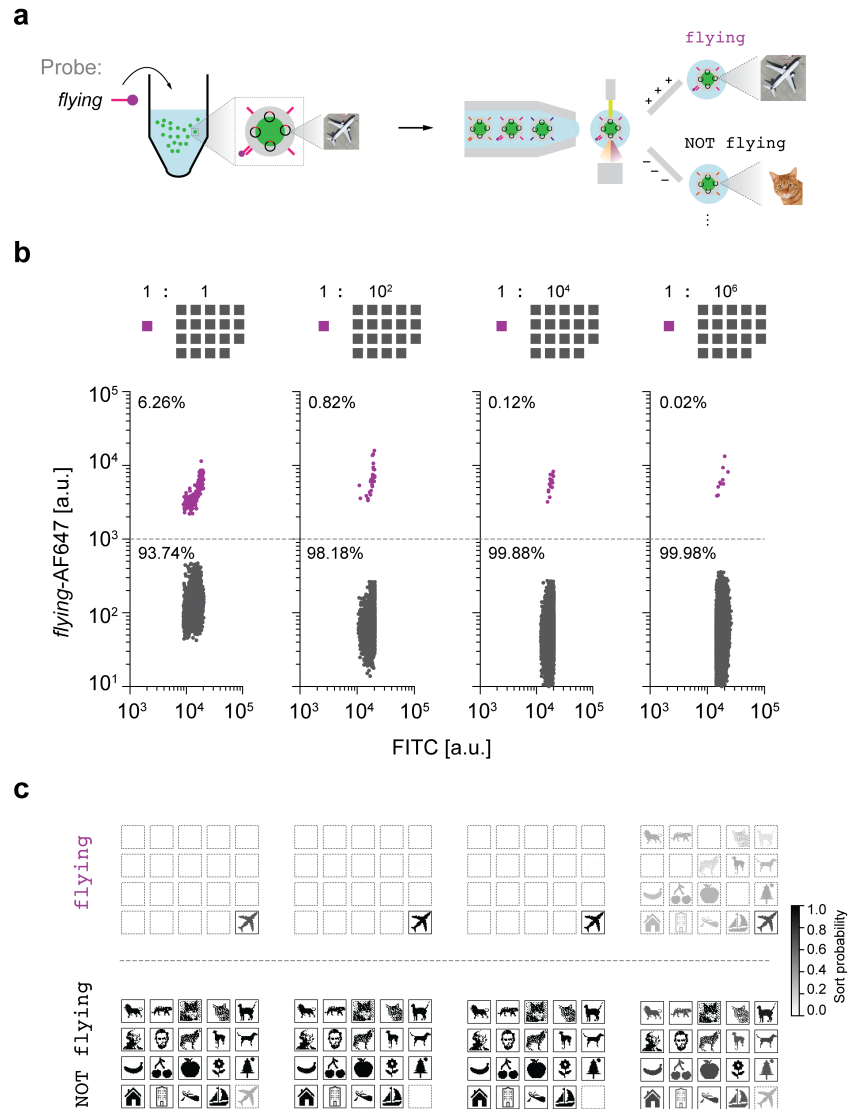 a
Probe:
flying
flying
NOT flying
+ + +
− − −
⋮
b
1 : 1
1 : 10²
1 : 10⁴
1 : 10⁶
flying-AF647 [a.u.]
10⁵
10⁴
10³
10²
10¹
6.26%
0.82%
0.12%
0.02%
93.74%
98.18%
99.88%
99.98%
10³ 10⁴ 10⁵
10³ 10⁴ 10⁵
10³ 10⁴ 10⁵
10³ 10⁴ 10⁵
FITC [a.u.]
c
flying
NOT flying
1.0
0.8
0.6
0.4
0.2
0.0
Sort probability